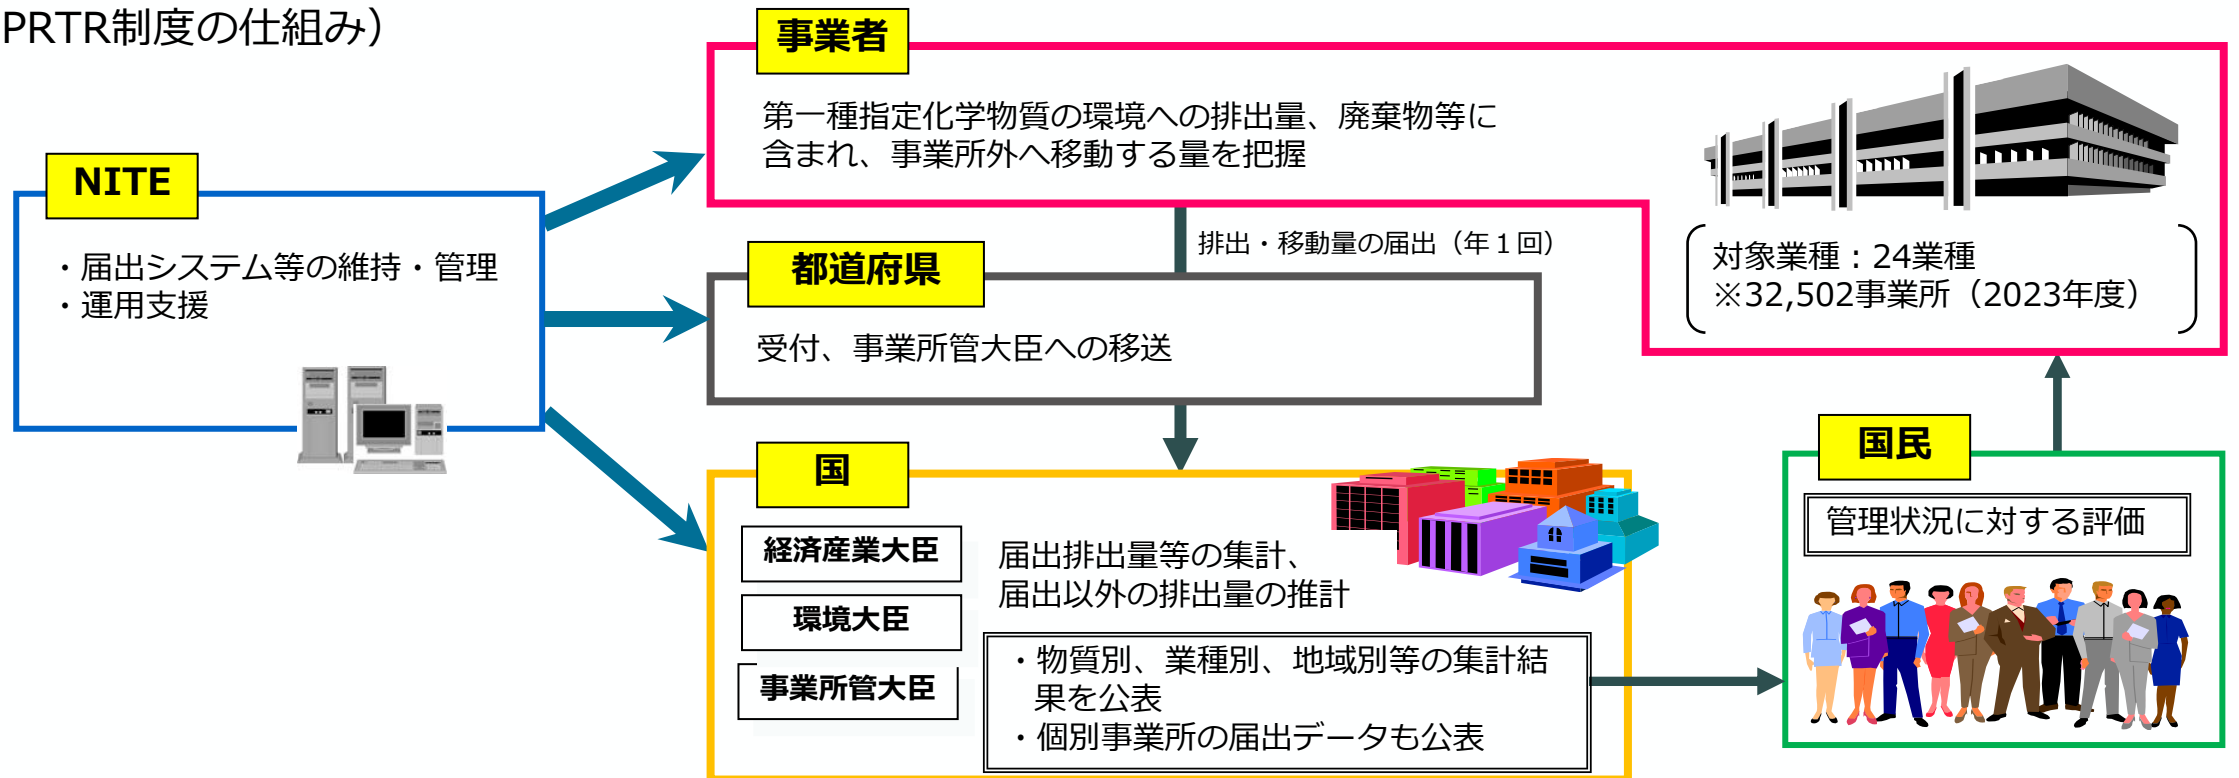 PRTR制度の仕組み）
事業者
第一種指定化学物質の環境への排出量、廃棄物等に
含まれ、事業所外へ移動する量を把握
対象業種：24業種
※32,502事業所（2023年度）
NITE
・届出システム等の維持・管理
・運用支援
排出・移動量の届出（年１回）
都道府県
受付、事業所管大臣への移送
国
経済産業大臣
環境大臣
事業所管大臣
届出排出量等の集計、
届出以外の排出量の推計
・物質別、業種別、地域別等の集計結
果を公表
・個別事業所の届出データも公表
国民
管理状況に対する評価